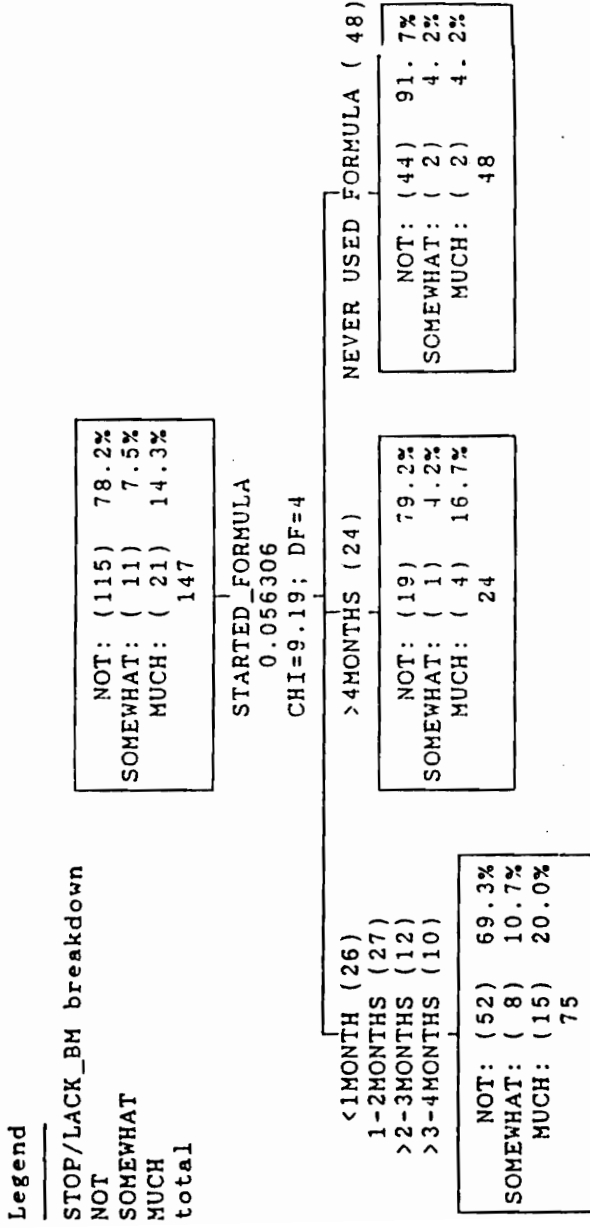 Legend
STOP/LACK_BM breakdown
NOT
SOMEWHAT
MUCH
total
NOT: (115) 78.2%
SOMEWHAT: ( 11) 7.5%
MUCH: ( 21) 14.3%
147
STARTED_FORMULA
0.056306
CHI=9.19; DF=4
<1MONTH (26)
1-2MONTHS (27)
>2-3MONTHS (12)
>3-4MONTHS (10)
NOT: (52) 69.3%
SOMEWHAT: ( 8) 10.7%
MUCH: (15) 20.0%
75
>4MONTHS (24)
NOT: (19) 79.2%
SOMEWHAT: ( 1) 4.2%
MUCH: ( 4) 16.7%
24
NEVER USED FORMULA ( 48)
NOT: (44) 91.7%
SOMEWHAT: ( 2) 4.2%
MUCH: ( 2) 4.2%
48